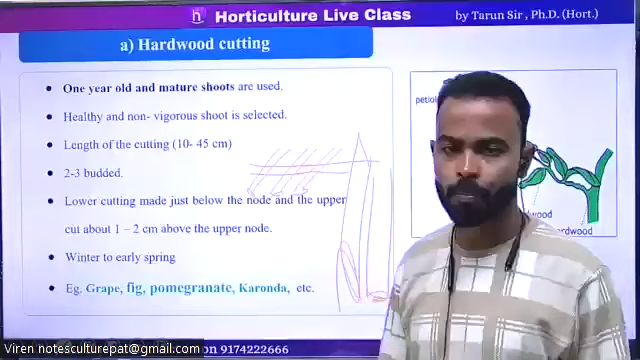 Horticulture Live Class
by Tarun Sir , Ph.D. (Hort.)
a) Hardwood cutting
One year old and mature shoots are used.
Healthy and non- vigorous shoot is selected.
Length of the cutting (10- 45 cm)
2-3 budded.
Lower cutting made just below the node and the upper
cut about 1 – 2 cm above the upper node.
Winter to early spring
Eg. Grape, fig, pomegranate, Karonda, etc.
petiol
wood
rdwood
Viren notesculturepat@gmail.com
on 9174222666